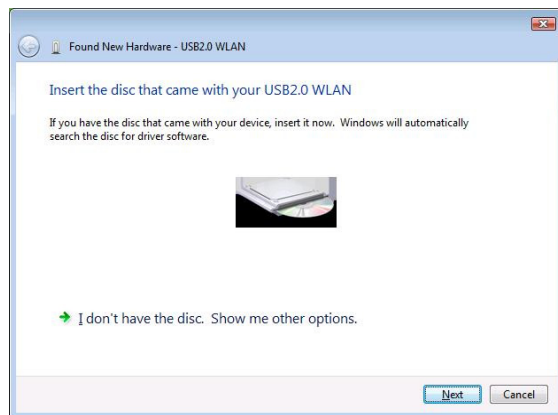 Found New Hardware - USB2.0 WLAN
Insert the disc that came with your USB2.0 WLAN
If you have the disc that came with your device, insert it now.  Windows will automatically
search the disc for driver software.
I don't have the disc.  Show me other options.
Next
Cancel